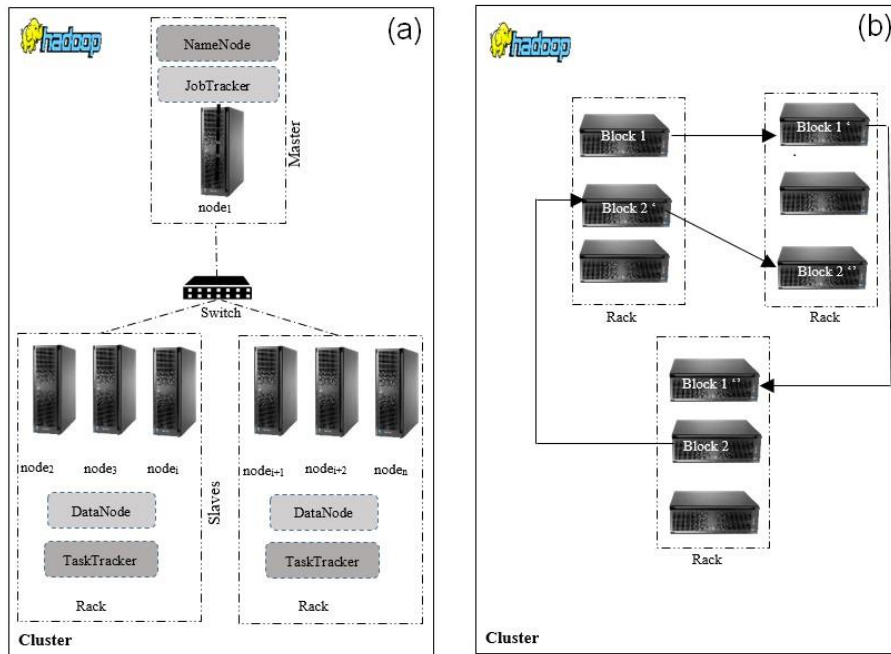 hadoop
(a)
NameNode
JobTracker
Master
node1
Switch
node2
node3
nodei
nodei+1
nodei+2
noden
Slaves
DataNode
DataNode
TaskTracker
TaskTracker
Rack
Rack
Cluster
hadoop
(b)
Block 1
Block 1 ‘
Block 2 ‘
Block 2 ‘’
Rack
Rack
Block 1 ‘’
Block 2
Rack
Cluster